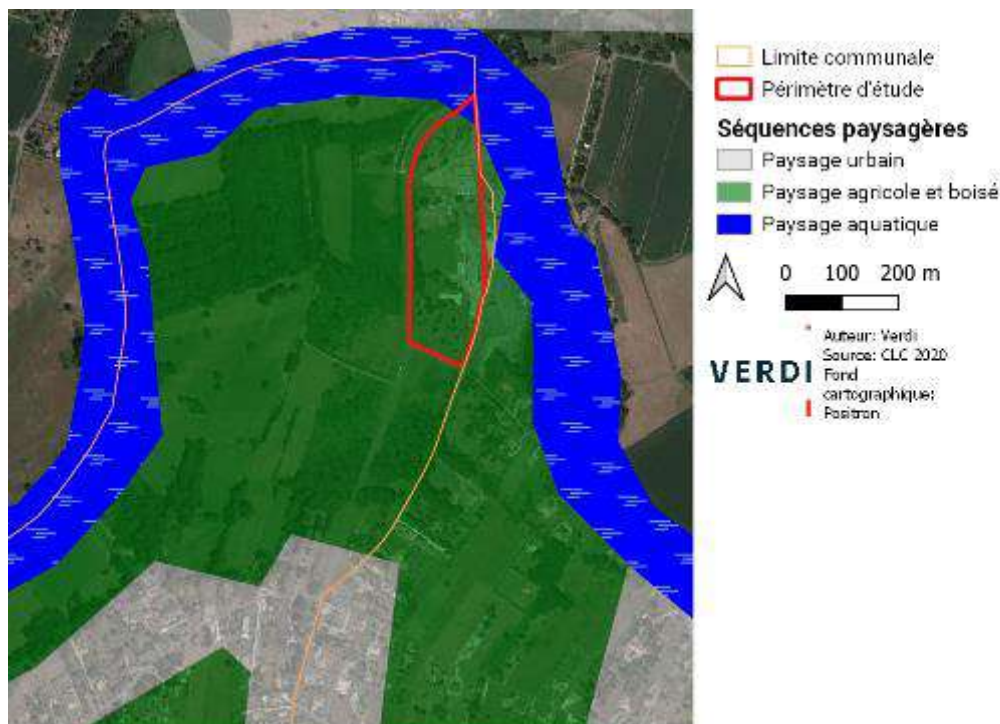 Limite communale
Périmètre d'étude
Séquences paysagères
Paysage urbain
Paysage agricole et boisé
Paysage aquatique
0 100 200 m
VERDI
Auteur: Verdi
Source: CLC 2020
Fond
cartographique:
Positron